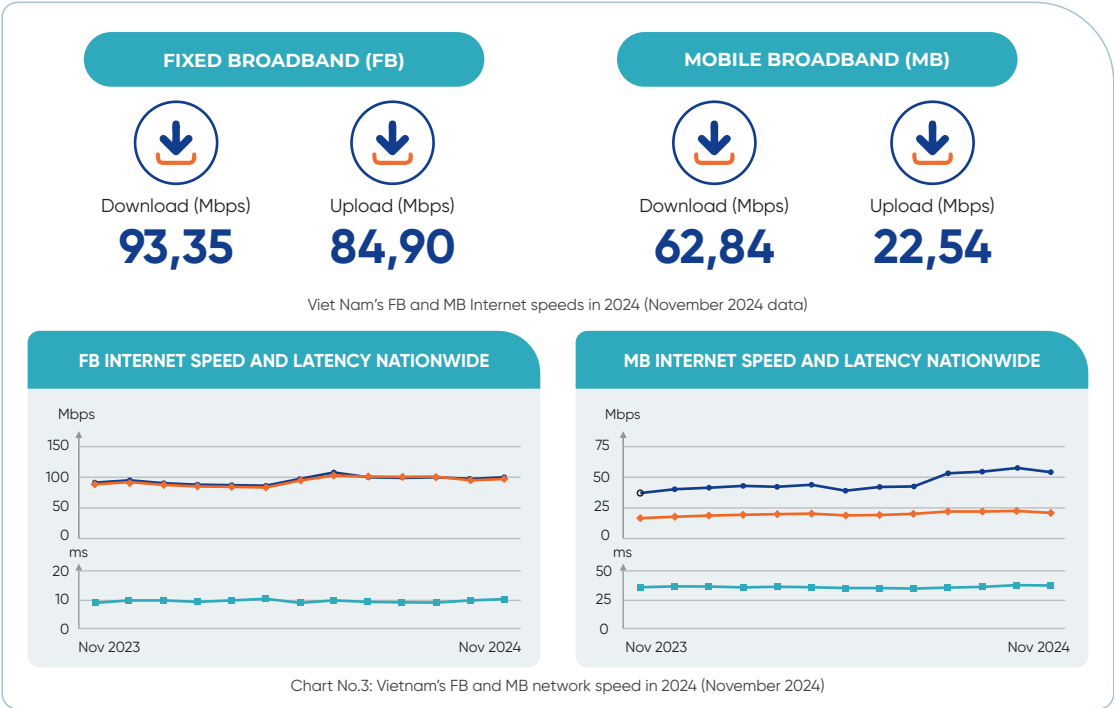 FIXED BROADBAND (FB)
MOBILE BROADBAND (MB)
Download (Mbps)
Upload (Mbps)
Download (Mbps)
Upload (Mbps)
93,35
84,90
62,84
22,54
Viet Nam's FB and MB Internet speeds in 2024 (November 2024 data)
FB INTERNET SPEED AND LATENCY NATIONWIDE
Mbps
150
100
50
0
ms
20
10
0
Nov 2023
Nov 2024
MB INTERNET SPEED AND LATENCY NATIONWIDE
Mbps
75
50
25
0
ms
50
25
0
Nov 2023
Nov 2024
Chart No.3: Vietnam's FB and MB network speed in 2024 (November 2024)